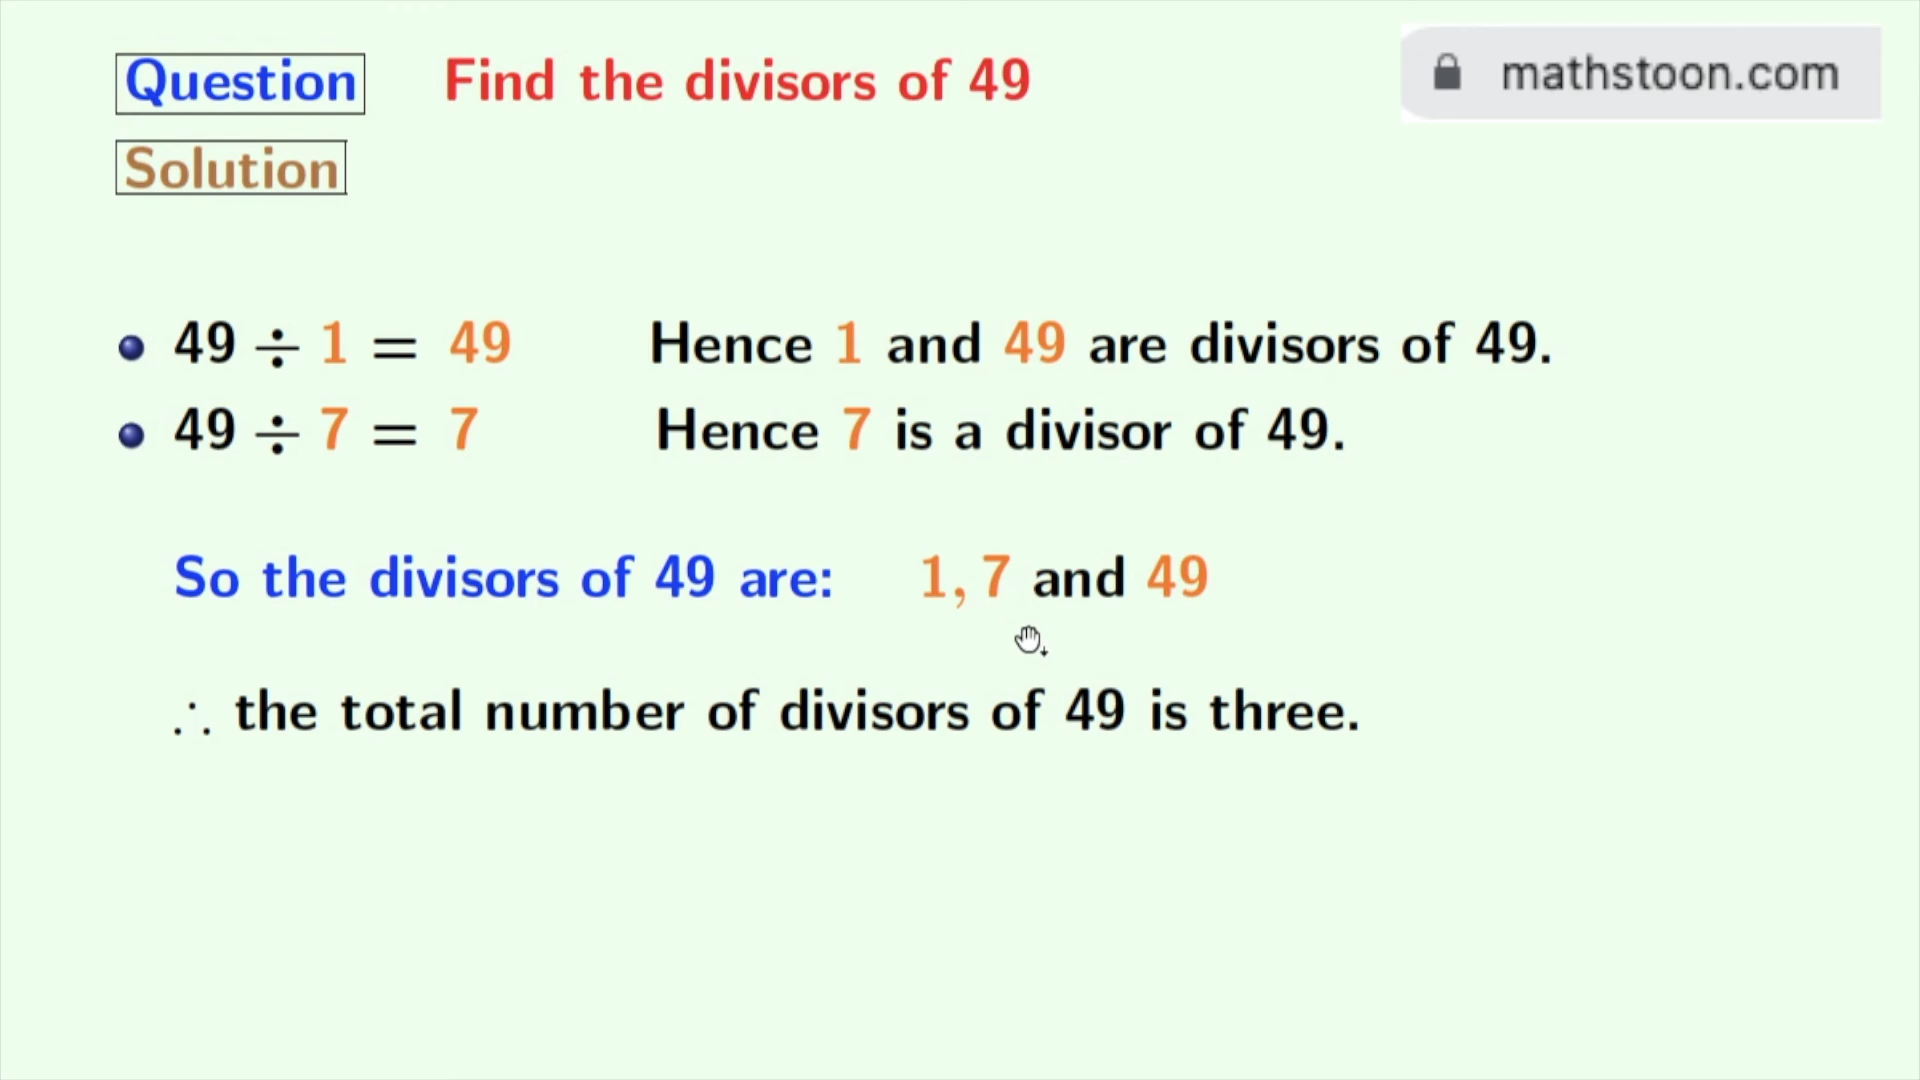 Question Find the divisors of 49 mathstoon.com
Solution
49 ÷ 1 = 49 Hence 1 and 49 are divisors of 49.
49 ÷ 7 = 7 Hence 7 is a divisor of 49.
So the divisors of 49 are: 1, 7 and 49
∴ the total number of divisors of 49 is three.